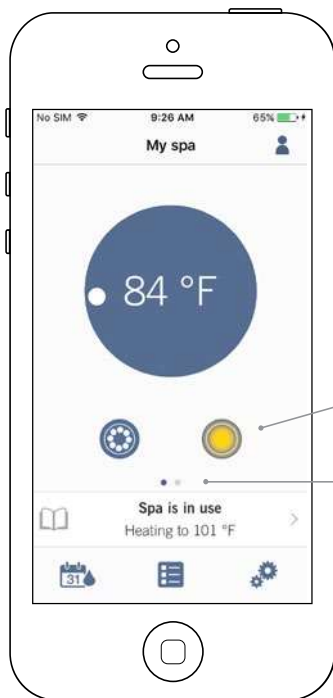 No SIM 9:26 AM 65%
My spa
84 °F
Spa is in use
Heating to 101 °F
31